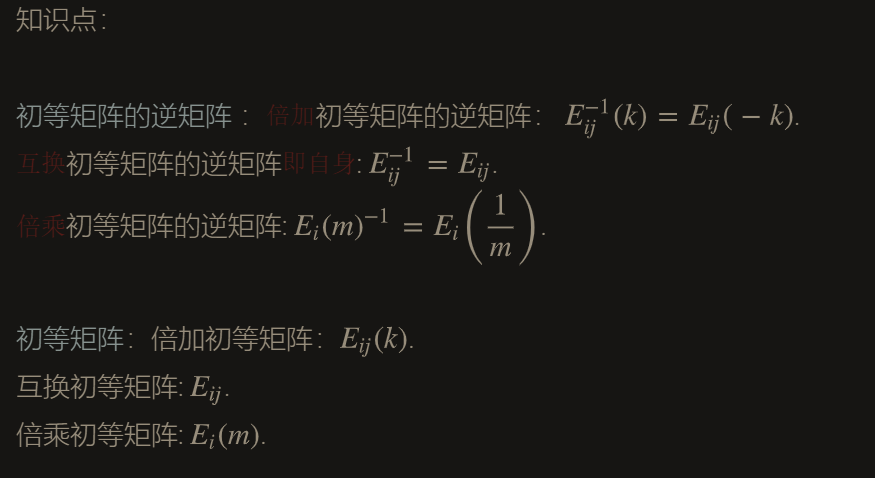 知识点：
初等矩阵的逆矩阵： 倍加初等矩阵的逆矩阵： $E_{ij}^{-1}(k) = E_{ij}(-k)$.
互换初等矩阵的逆矩阵即自身: $E_{ij}^{-1} = E_{ij}$.
倍乘初等矩阵的逆矩阵: $E_i(m)^{-1} = E_i\left(\frac{1}{m}\right)$.
初等矩阵：倍加初等矩阵： $E_{ij}(k)$.
互换初等矩阵: $E_{ij}$.
倍乘初等矩阵: $E_i(m)$.